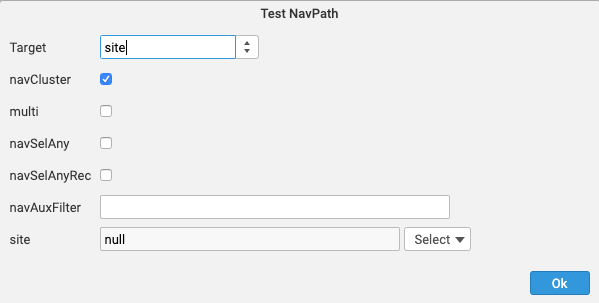 Test NavPath
Target site
navCluster
multi
navSelAny
navSelAnyRec
navAuxFilter
site null Select
Ok